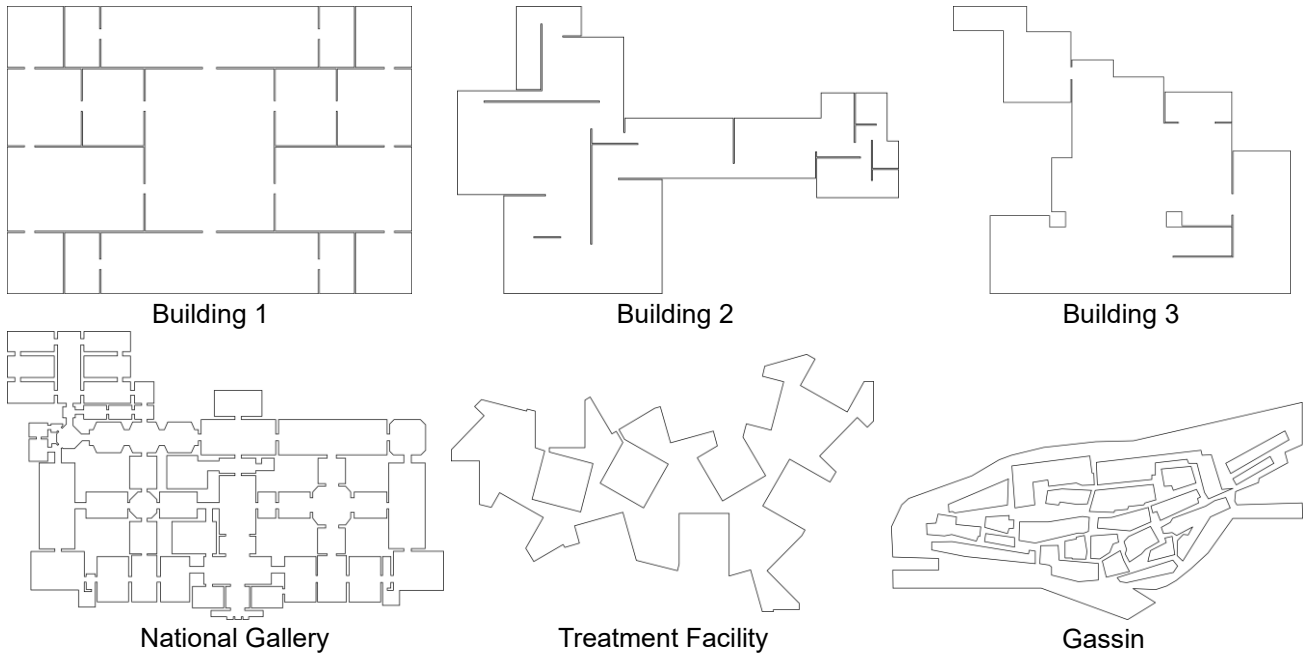 Building 1
Building 2
Building 3
National Gallery
Treatment Facility
Gassin